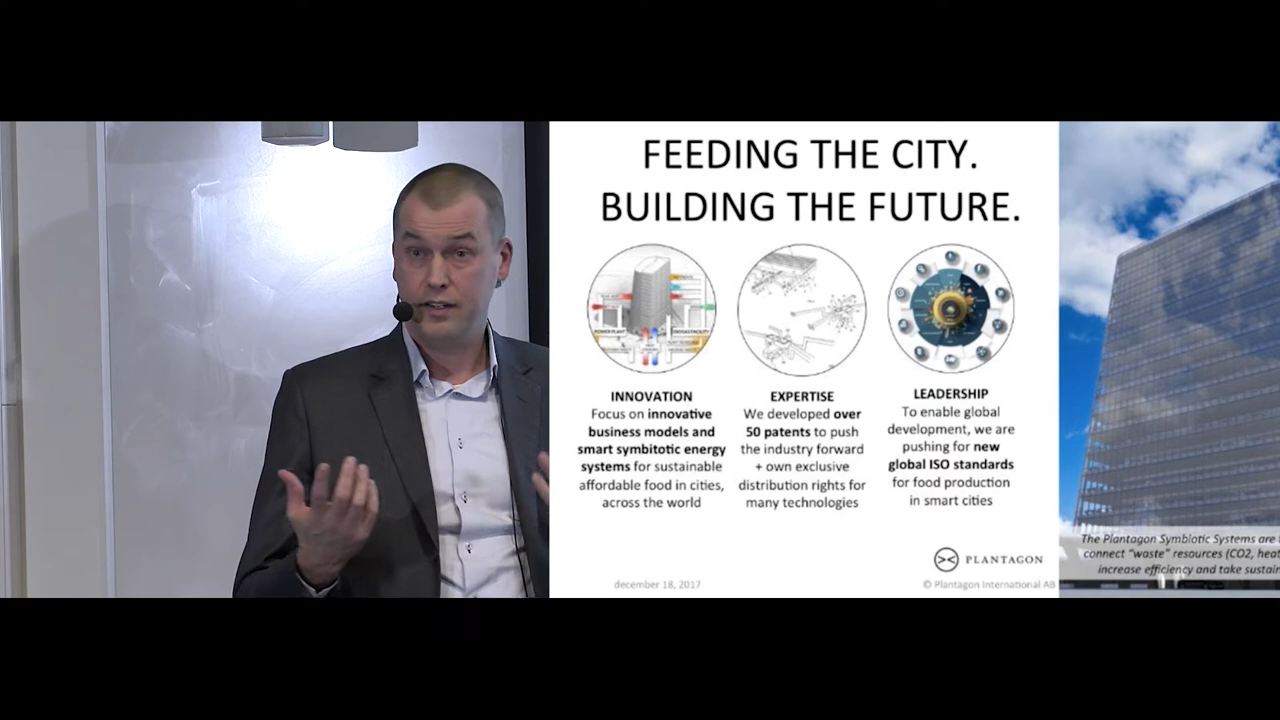 FEEDING THE CITY.
BUILDING THE FUTURE.
POWER PLANT
INNOVATION
Focus on innovative
business models and
smart symbitotic energy
systems for sustainable
affordable food in cities,
across the world
EXPERTISE
We developed over
50 patents to push
the industry forward
+ own exclusive
distribution rights for
many technologies
LEADERSHIP
To enable global
development, we are
pushing for new
global ISO standards
for food production
in smart cities
PLANTAGON
december 18, 2017
© Plantagon International AB
The Plantagon Symbiotic Systems are
connect "waste" resources (CO2, heat
increase efficiency and take sustain